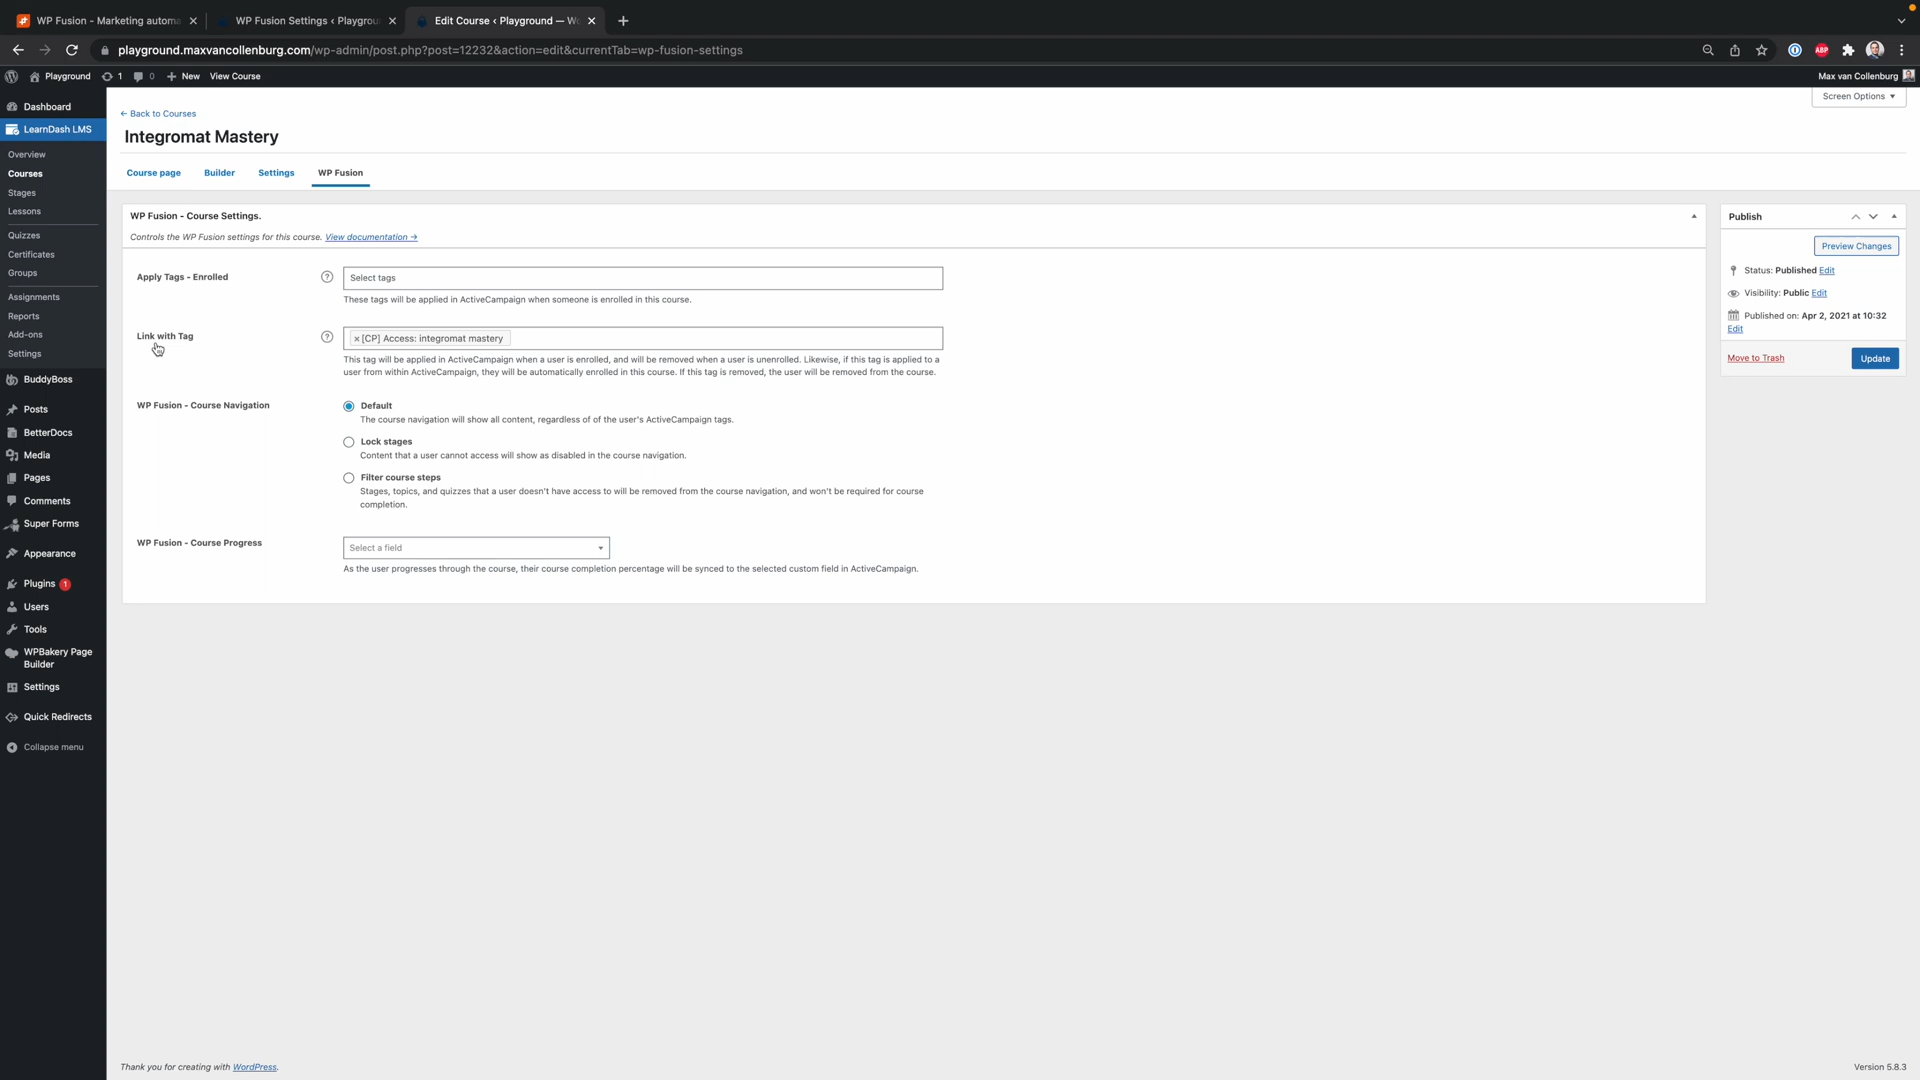 WP Fusion - Marketing automa
WP Fusion Settings ‹ Playgroun
Edit Course ‹ Playground — Wo
playground.maxvancollenburg.com/wp-admin/post.php?post=12232&action=edit&currentTab=wp-fusion-settings
ABP
Playground
1
0
New
View Course
Max van Collenburg
Dashboard
LearnDash LMS
Overview
Courses
Stages
Lessons
Quizzes
Certificates
Groups
Assignments
Reports
Add-ons
Settings
BuddyBoss
Posts
BetterDocs
Media
Pages
Comments
Super Forms
Appearance
Plugins 1
Users
Tools
WPBakery Page
Builder
Settings
Quick Redirects
Collapse menu
Screen Options ▼
← Back to Courses
Integromat Mastery
Course page
Builder
Settings
WP Fusion
WP Fusion - Course Settings.
Controls the WP Fusion settings for this course. View documentation →
Apply Tags - Enrolled
?
Select tags
These tags will be applied in ActiveCampaign when someone is enrolled in this course.
Link with Tag
?
×[CP] Access: integromat mastery
This tag will be applied in ActiveCampaign when a user is enrolled, and will be removed when a user is unenrolled. Likewise, if this tag is applied to a
user from within ActiveCampaign, they will be automatically enrolled in this course. If this tag is removed, the user will be removed from the course.
WP Fusion - Course Navigation
Default
The course navigation will show all content, regardless of of the user's ActiveCampaign tags.
Lock stages
Content that a user cannot access will show as disabled in the course navigation.
Filter course steps
Stages, topics, and quizzes that a user doesn't have access to will be removed from the course navigation, and won't be required for course
completion.
WP Fusion - Course Progress
Select a field
As the user progresses through the course, their course completion percentage will be synced to the selected custom field in ActiveCampaign.
Publish
Preview Changes
Status: Published Edit
Visibility: Public Edit
Published on: Apr 2, 2021 at 10:32
Edit
Move to Trash
Update
Thank you for creating with WordPress.
Version 5.8.3